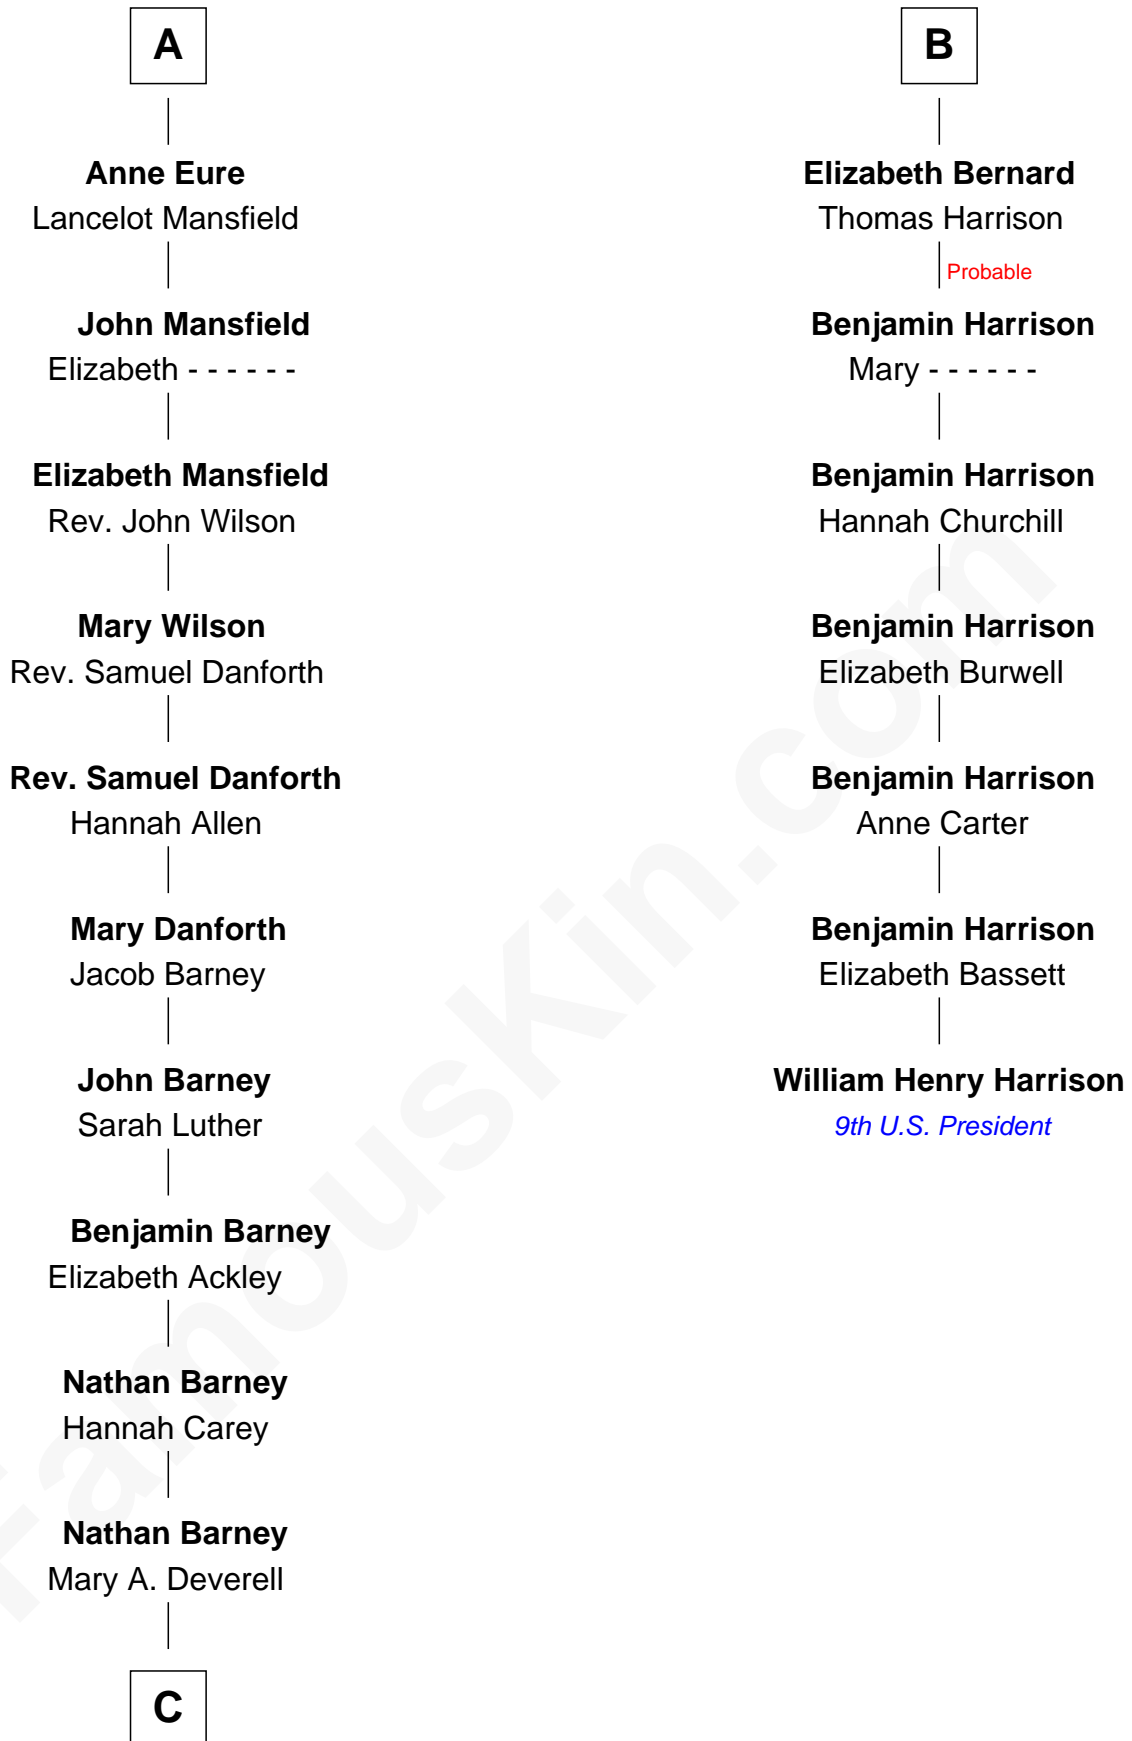 A
Anne Eure
Lancelot Mansfield
John Mansfield
Elizabeth - - - - - -
Elizabeth Mansfield
Rev. John Wilson
Mary Wilson
Rev. Samuel Danforth
Rev. Samuel Danforth
Hannah Allen
Mary Danforth
Jacob Barney
John Barney
Sarah Luther
Benjamin Barney
Elizabeth Ackley
Nathan Barney
Hannah Carey
Nathan Barney
Mary A. Deverell
C
B
Elizabeth Bernard
Thomas Harrison
Probable
Benjamin Harrison
Mary - - - - - -
Benjamin Harrison
Hannah Churchill
Benjamin Harrison
Elizabeth Burwell
Benjamin Harrison
Anne Carter
Benjamin Harrison
Elizabeth Bassett
William Henry Harrison
9th U.S. President
FamousKin.com